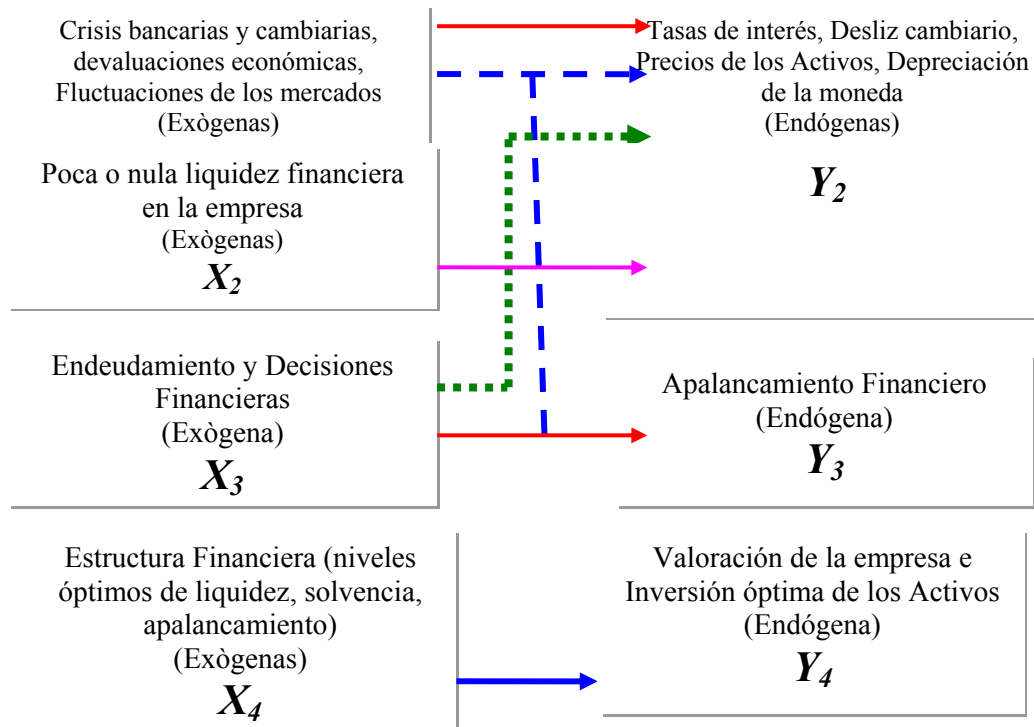 Crisis bancarias y cambiarias,
devaluaciones económicas,
Fluctuaciones de los mercados
(Exògenas)
Tasas de interés, Desliz cambiario,
Precios de los Activos, Depreciación
de la moneda
(Endógenas)
Y2
Poca o nula liquidez financiera
en la empresa
(Exògenas)
X2
Endeudamiento y Decisiones
Financieras
(Exògena)
X3
Apalancamiento Financiero
(Endógena)
Y3
Estructura Financiera (niveles
óptimos de liquidez, solvencia,
apalancamiento)
(Exògenas)
X4
Valoración de la empresa e
Inversión óptima de los Activos
(Endógena)
Y4